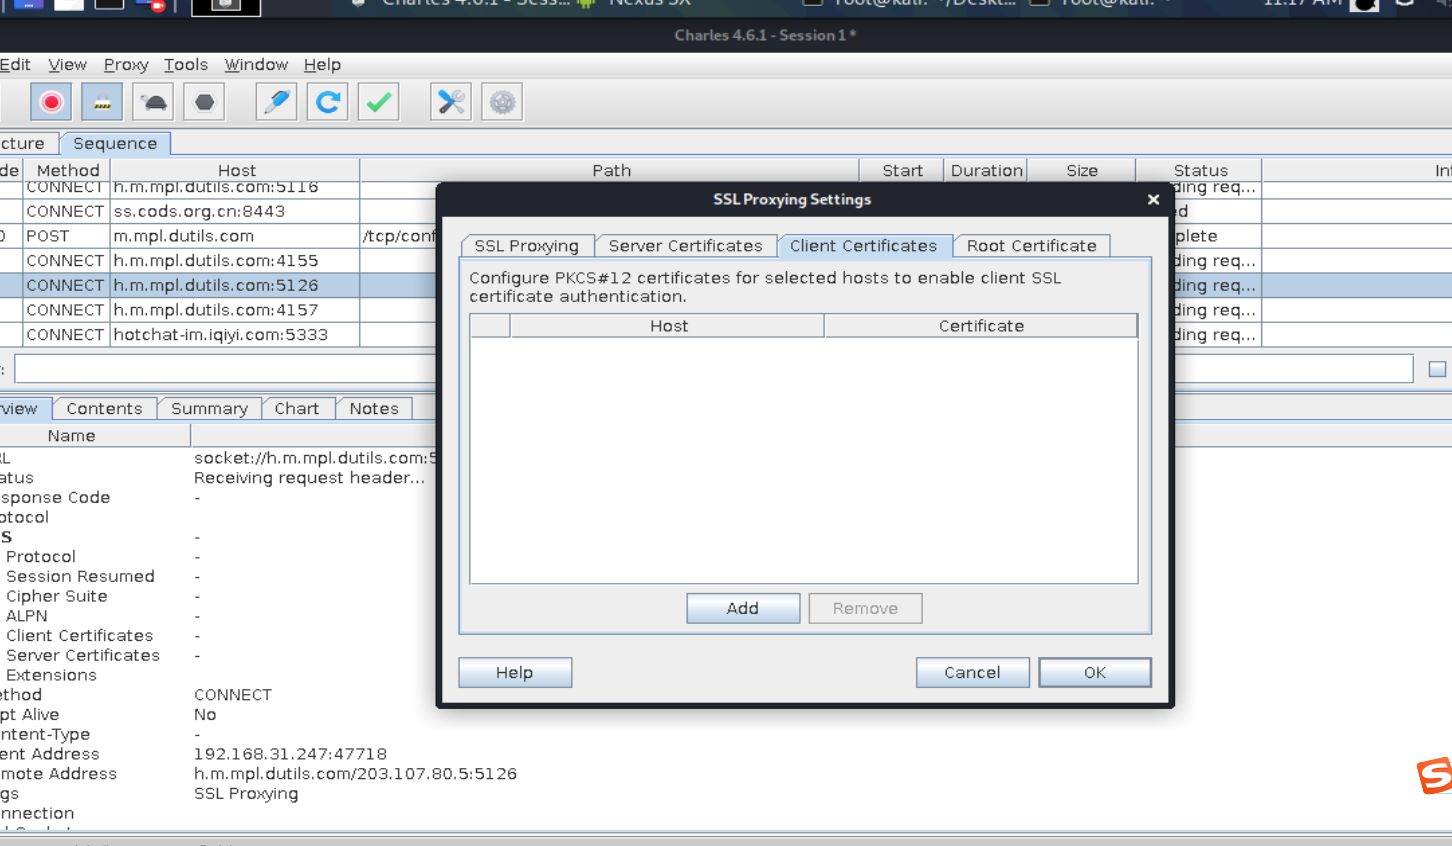 Charles 4.6.1 - Sess... Nexus 5X root@kali: ~/Deskt... root@kali: ~ 11:17 AM
Charles 4.6.1 - Session 1 *
Edit View Proxy Tools Window Help
cture Sequence
de Method Host Path Start Duration Size Status Inf
CONNECT h.m.mpl.dutils.com:5116 ding req...
CONNECT ss.cods.org.cn:8443 ed
0 POST m.mpl.dutils.com /tcp/conf plete
CONNECT h.m.mpl.dutils.com:4155 ding req...
CONNECT h.m.mpl.dutils.com:5126 ding req...
CONNECT h.m.mpl.dutils.com:4157 ding req...
CONNECT hotchat-im.iqiyi.com:5333 ding req...
:
rview Contents Summary Chart Notes
Name
RL socket://h.m.mpl.dutils.com:5
atus Receiving request header...
sponse Code -
otocol
S -
Protocol -
Session Resumed -
Cipher Suite -
ALPN -
Client Certificates -
Server Certificates -
Extensions
ethod CONNECT
pt Alive No
ntent-Type -
ent Address 192.168.31.247:47718
mote Address h.m.mpl.dutils.com/203.107.80.5:5126
gs SSL Proxying
nnection
SSL Proxying Settings
SSL Proxying Server Certificates Client Certificates Root Certificate
Configure PKCS#12 certificates for selected hosts to enable client SSL
certificate authentication.
Host Certificate
Add Remove
Help Cancel OK
S